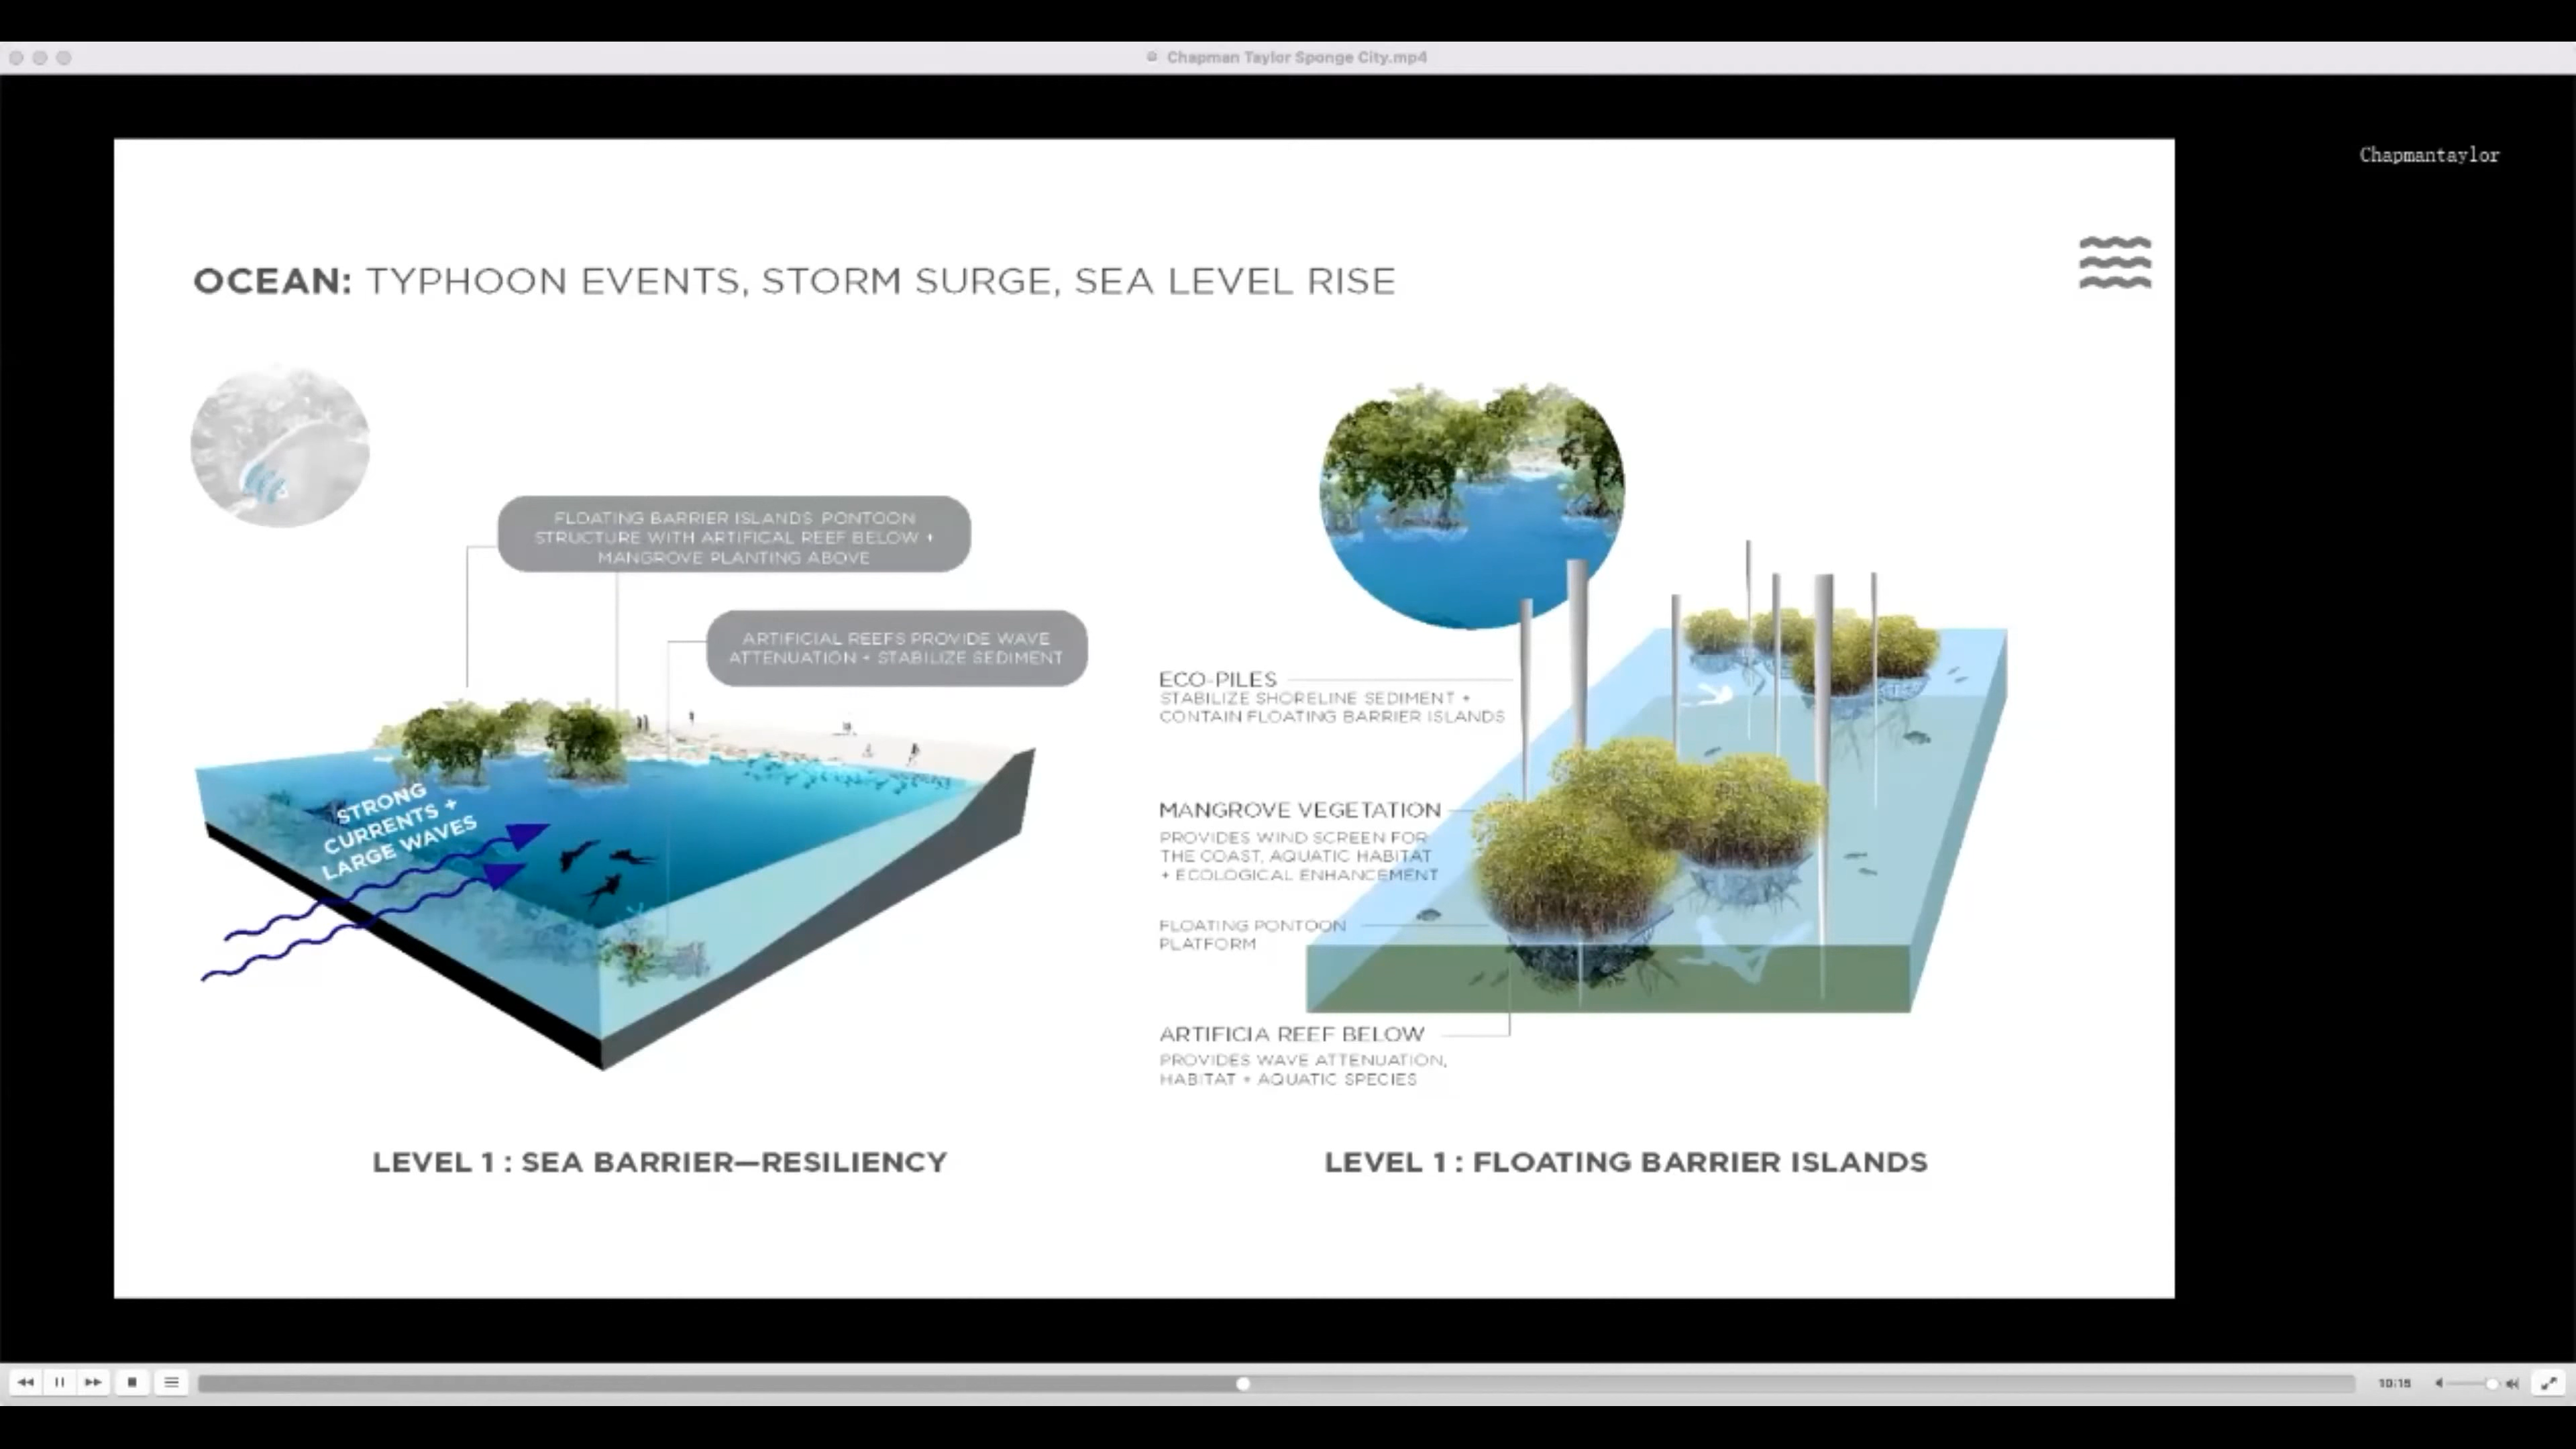 Chapman Taylor Sponge City.mp4
Chapmantaylor
OCEAN: TYPHOON EVENTS, STORM SURGE, SEA LEVEL RISE
FLOATING BARRIER ISLANDS PONTOON
STRUCTURE WITH ARTIFICAL REEF BELOW +
MANGROVE PLANTING ABOVE
ARTIFICIAL REEFS PROVIDE WAVE
ATTENUATION + STABILIZE SEDIMENT
STRONG
CURRENTS +
LARGE WAVES
LEVEL 1 : SEA BARRIER—RESILIENCY
ECO-PILES
STABILIZE SHORELINE SEDIMENT +
CONTAIN FLOATING BARRIER ISLANDS
MANGROVE VEGETATION
PROVIDES WIND SCREEN FOR
THE COAST, AQUATIC HABITAT
+ ECOLOGICAL ENHANCEMENT
FLOATING PONTOON
PLATFORM
ARTIFICIA REEF BELOW
PROVIDES WAVE ATTENUATION,
HABITAT + AQUATIC SPECIES
LEVEL 1 : FLOATING BARRIER ISLANDS
10:15